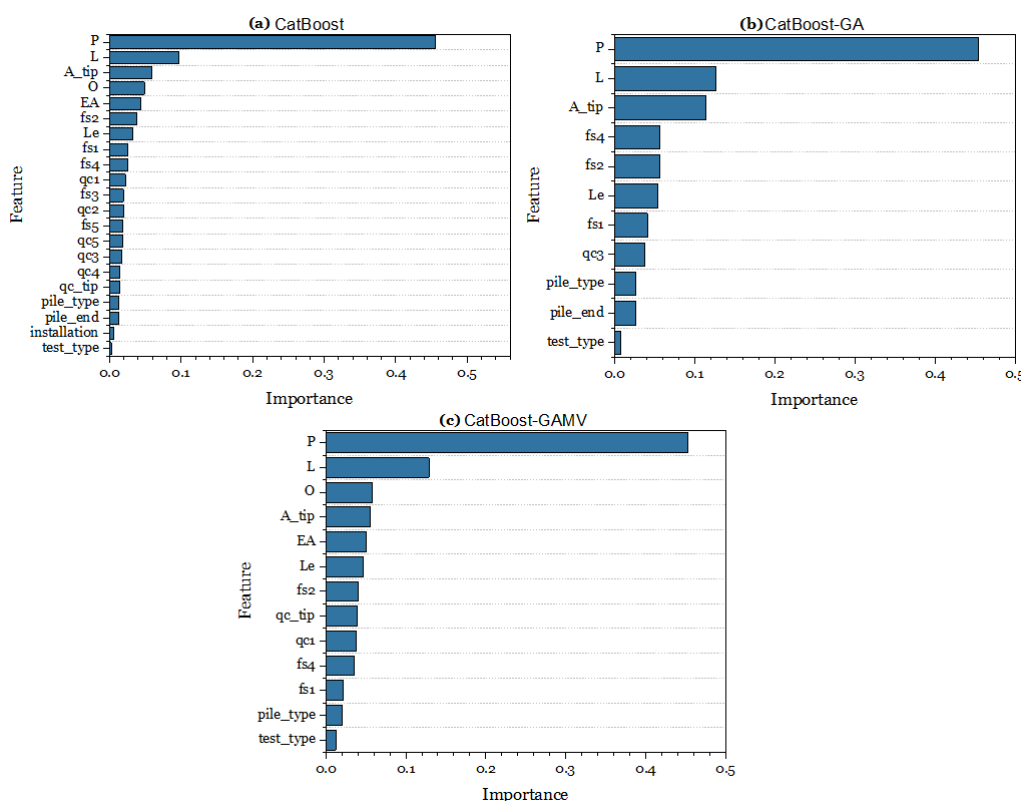 (a) CatBoost
P
L
A_tip
O
EA
fs2
Le
fs1
fs4
qc1
fs3
qc2
fs5
qc5
qc3
qc4
qc_tip
pile_type
pile_end
installation
test_type
Feature
0.0 0.1 0.2 0.3 0.4 0.5
Importance
(b) CatBoost-GA
P
L
A_tip
fs4
fs2
Le
fs1
qc3
pile_type
pile_end
test_type
Feature
0.0 0.1 0.2 0.3 0.4 0.5
Importance
(c) CatBoost-GAMV
P
L
O
A_tip
EA
Le
fs2
qc_tip
qc1
fs4
fs1
pile_type
test_type
Feature
0.0 0.1 0.2 0.3 0.4 0.5
Importance